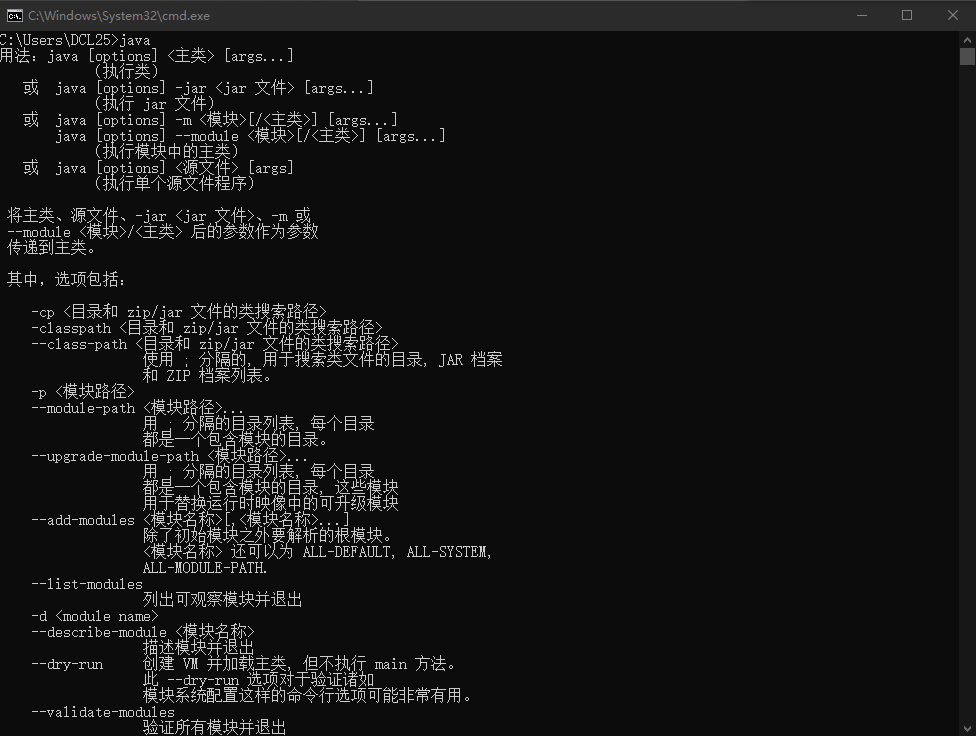 C:\Windows\System32\cmd.exe
C:\Users\DCL25>java
用法：java [options] <主类> [args...]
（执行类）
或 java [options] -jar <jar 文件> [args...]
（执行 jar 文件）
或 java [options] -m <模块>[/<主类>] [args...]
java [options] --module <模块>[/<主类>] [args...]
（执行模块中的主类）
或 java [options] <源文件> [args]
（执行单个源文件程序）
将主类、源文件、-jar <jar 文件>、-m 或
--module <模块>/<主类> 后的参数作为参数
传递到主类。
其中，选项包括：
-cp <目录和 zip/jar 文件的类搜索路径>
-classpath <目录和 zip/jar 文件的类搜索路径>
--class-path <目录和 zip/jar 文件的类搜索路径>
使用 ; 分隔的, 用于搜索类文件的目录, JAR 档案
和 ZIP 档案列表。
-p <模块路径>
--module-path <模块路径>...
用 ; 分隔的目录列表, 每个目录
都是一个包含模块的目录。
--upgrade-module-path <模块路径>...
用 ; 分隔的目录列表, 每个目录
都是一个包含模块的目录, 这些模块
用于替换运行时映像中的可升级模块
--add-modules <模块名称>[,<模块名称>...]
除了初始模块之外要解析的根模块。
<模块名称> 还可以为 ALL-DEFAULT, ALL-SYSTEM,
ALL-MODULE-PATH.
--list-modules
列出可观察模块并退出
-d <module name>
--describe-module <模块名称>
描述模块并退出
--dry-run 创建 VM 并加载主类, 但不执行 main 方法。
此 --dry-run 选项对于验证诸如
模块系统配置这样的命令行选项可能非常有用。
--validate-modules
验证所有模块并退出